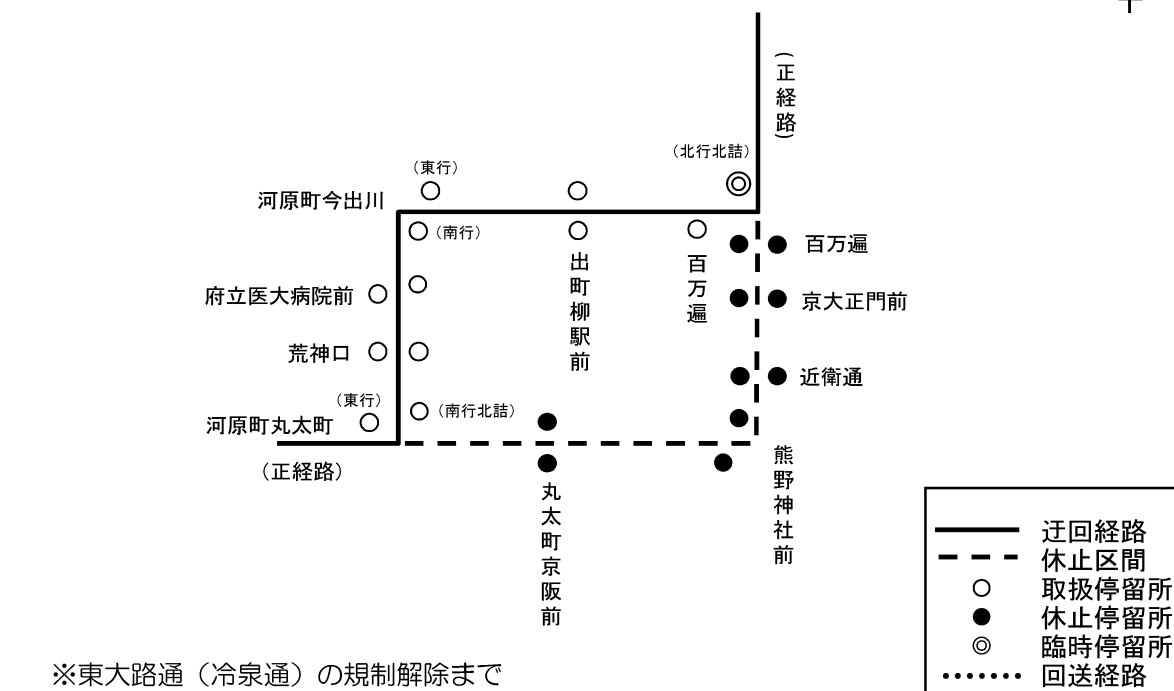 （正経路）
（北行北詰）
（東行）
河原町今出川
（南行）
百万遍
出町柳駅前
百万遍
府立医大病院前
京大正門前
荒神口
近衛通
（東行）
（南行北詰）
河原町丸太町
（正経路）
熊野神社前
丸太町京阪前
迂回経路
休止区間
取扱停留所
休止停留所
臨時停留所
回送経路
※東大路通（冷泉通）の規制解除まで